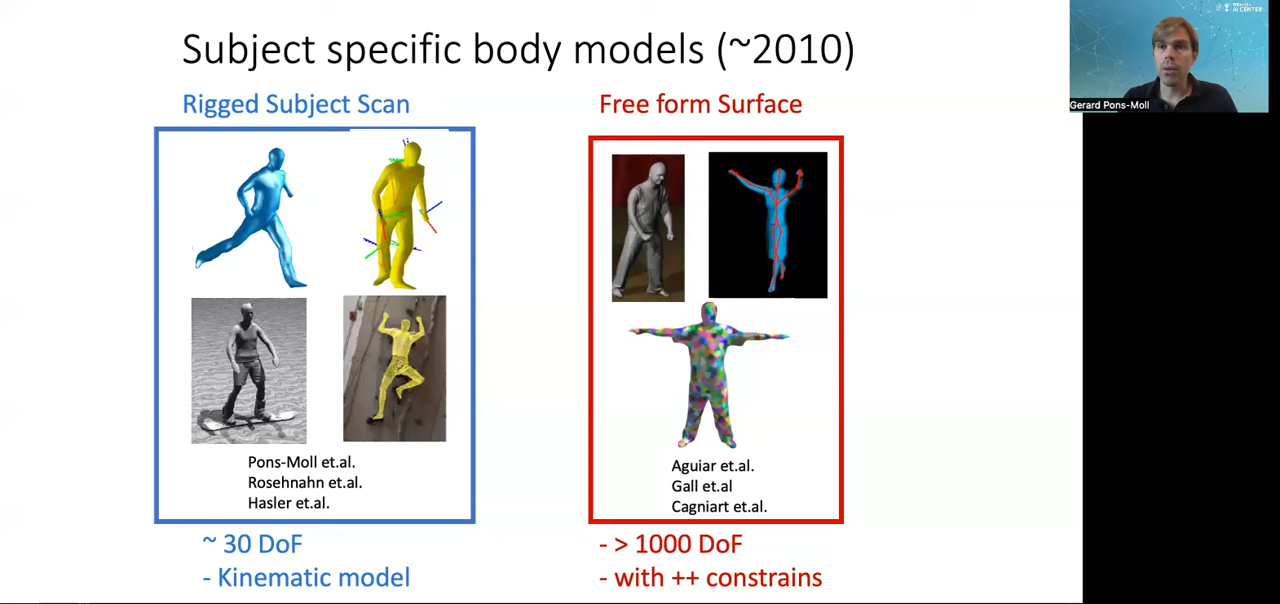 Subject specific body models (~2010)
Rigged Subject Scan
Free form Surface
Pons-Moll et.al.
Rosehnahn et.al.
Hasler et.al.
Aguiar et.al.
Gall et.al
Cagniart et.al.
~ 30 DoF
- Kinematic model
- > 1000 DoF
- with ++ constrains
AI CENTER
Gerard Pons-Moll